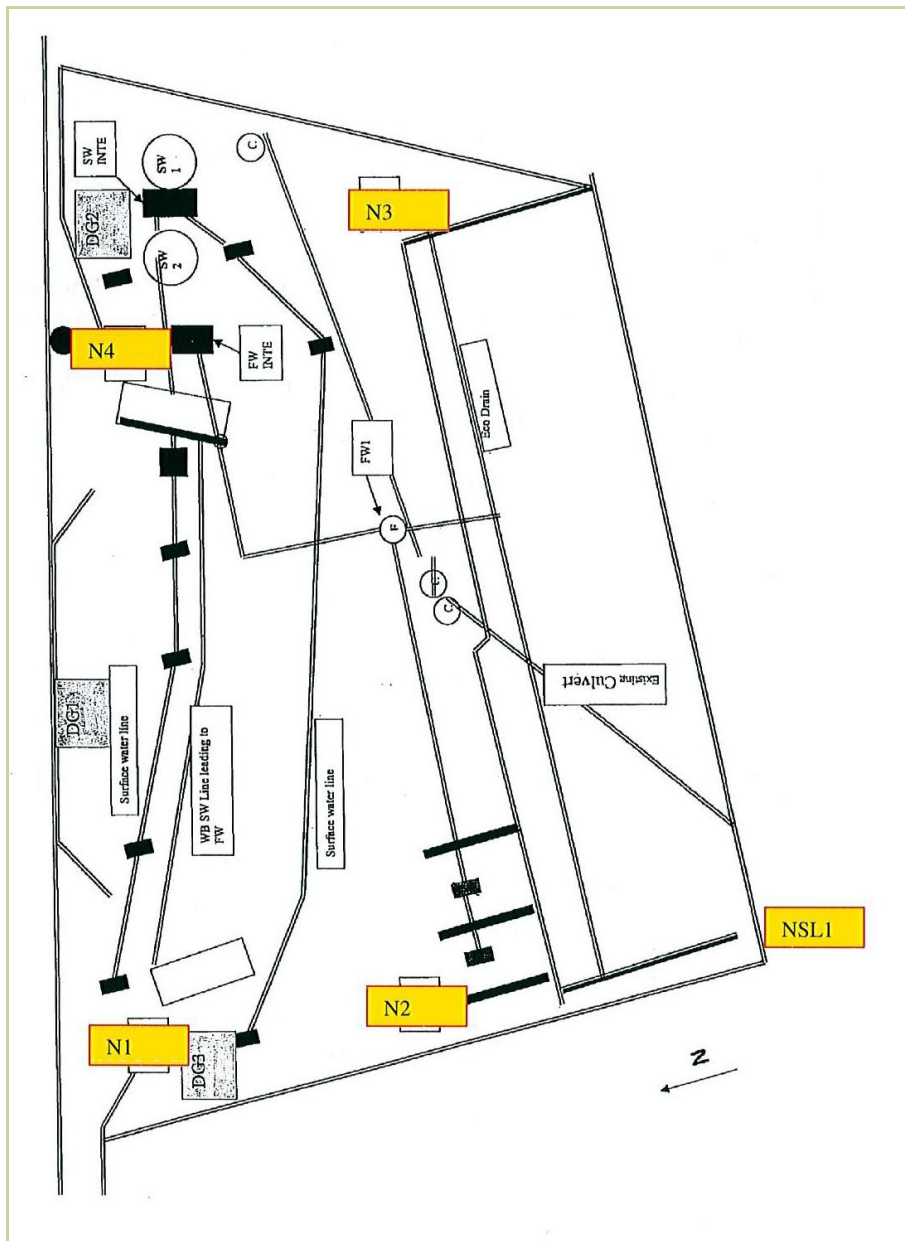 SW
INTE
SW
1
C
DG2
SW
2
N3
N4
FW
INTE
Eco Drain
FW1
F
C
C
Existing Culvert
DG1
Surface water line
WB SW Line leading to
FW
Surface water line
NSL1
N2
N1
DG3
N